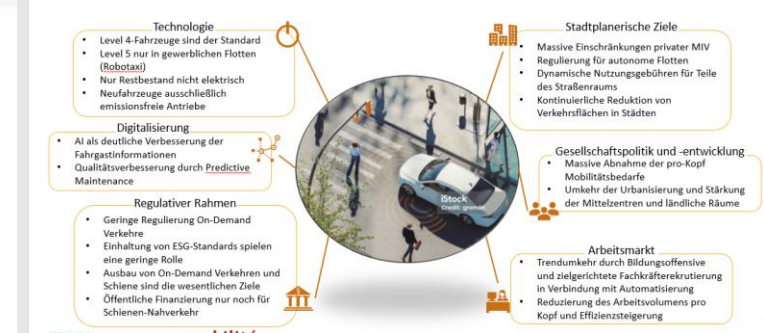 Technologie
• Level 4-Fahrzeuge sind der Standard
• Level 5 nur in gewerblichen Flotten
(Robotaxi)
• Nur Restbestand nicht elektrisch
• Neufahrzeuge ausschließlich
emissionsfreie Antriebe
Digitalisierung
• AI als deutliche Verbesserung der
Fahrgastinformationen
• Qualitätsverbesserung durch Predictive
Maintenance
Regulativer Rahmen
• Geringe Regulierung On-Demand
Verkehre
• Einhaltung von ESG-Standards spielen
eine geringe Rolle
• Ausbau von On-Demand Verkehren und
Schiene sind die wesentlichen Ziele
• Öffentliche Finanzierung nur noch für
Schienen-Nahverkehr
iStock
Credit:
Stadtplanerische Ziele
• Massive Einschränkungen privater MIV
• Regulierung für autonome Flotten
• Dynamische Nutzungsgebühren für Teile
des Straßenraums
• Kontinuierliche Reduktion von
Verkehrsflächen in Städten
Gesellschaftspolitik und -entwicklung
• Massive Abnahme der pro-Kopf
Mobilitätsbedarfe
• Umkehr der Urbanisierung und Stärkung
der Mittelzentren und ländliche Räume
Arbeitsmarkt
• Trendumkehr durch Bildungsoffensive
und zielgerichtete Fachkräfterekrutierung
in Verbindung mit Automatisierung
• Reduzierung des Arbeitsvolumens pro
Kopf und Effizienzsteigerung